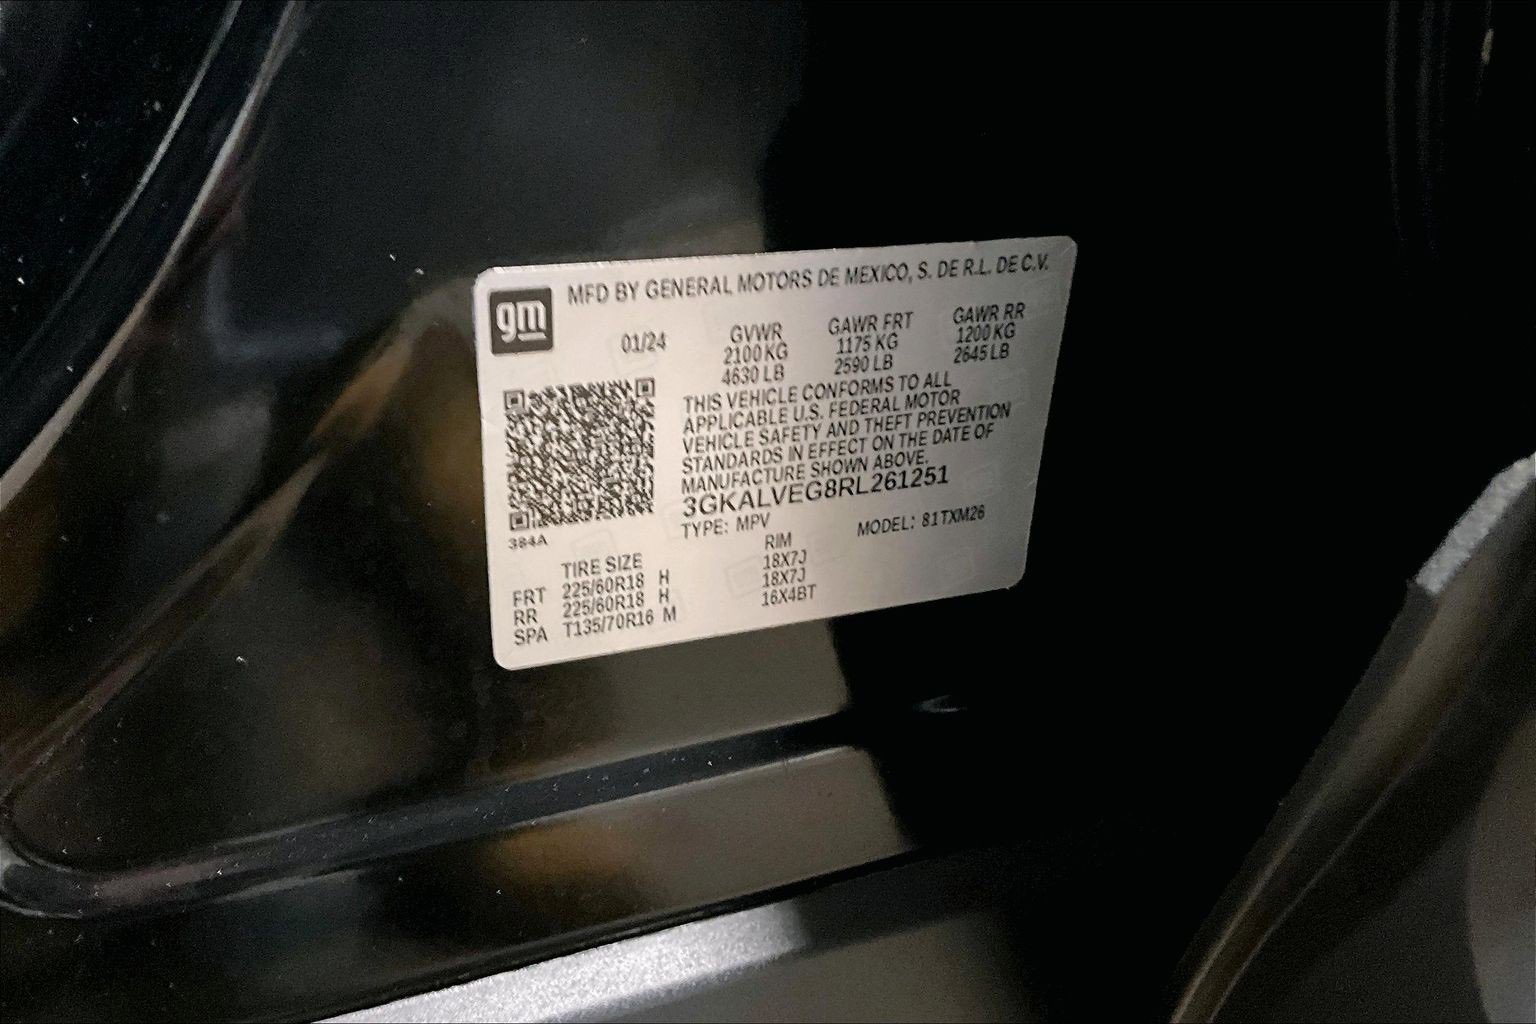 gm
MFD BY GENERAL MOTORS DE MEXICO, S. DE R.L. DE C.V.
01/24 GVWR GAWR FRT GAWR RR
2100 KG 1175 KG 1200 KG
4630 LB 2590 LB 2645 LB
THIS VEHICLE CONFORMS TO ALL
APPLICABLE U.S. FEDERAL MOTOR
VEHICLE SAFETY AND THEFT PREVENTION
STANDARDS IN EFFECT ON THE DATE OF
MANUFACTURE SHOWN ABOVE.
3GKALVEG8RL261251
TYPE: MPV MODEL: 81TXM26
384A
TIRE SIZE RIM
FRT 225/60R18 H 18X7J
RR 225/60R18 H 18X7J
SPA T135/70R16 M 16X4BT